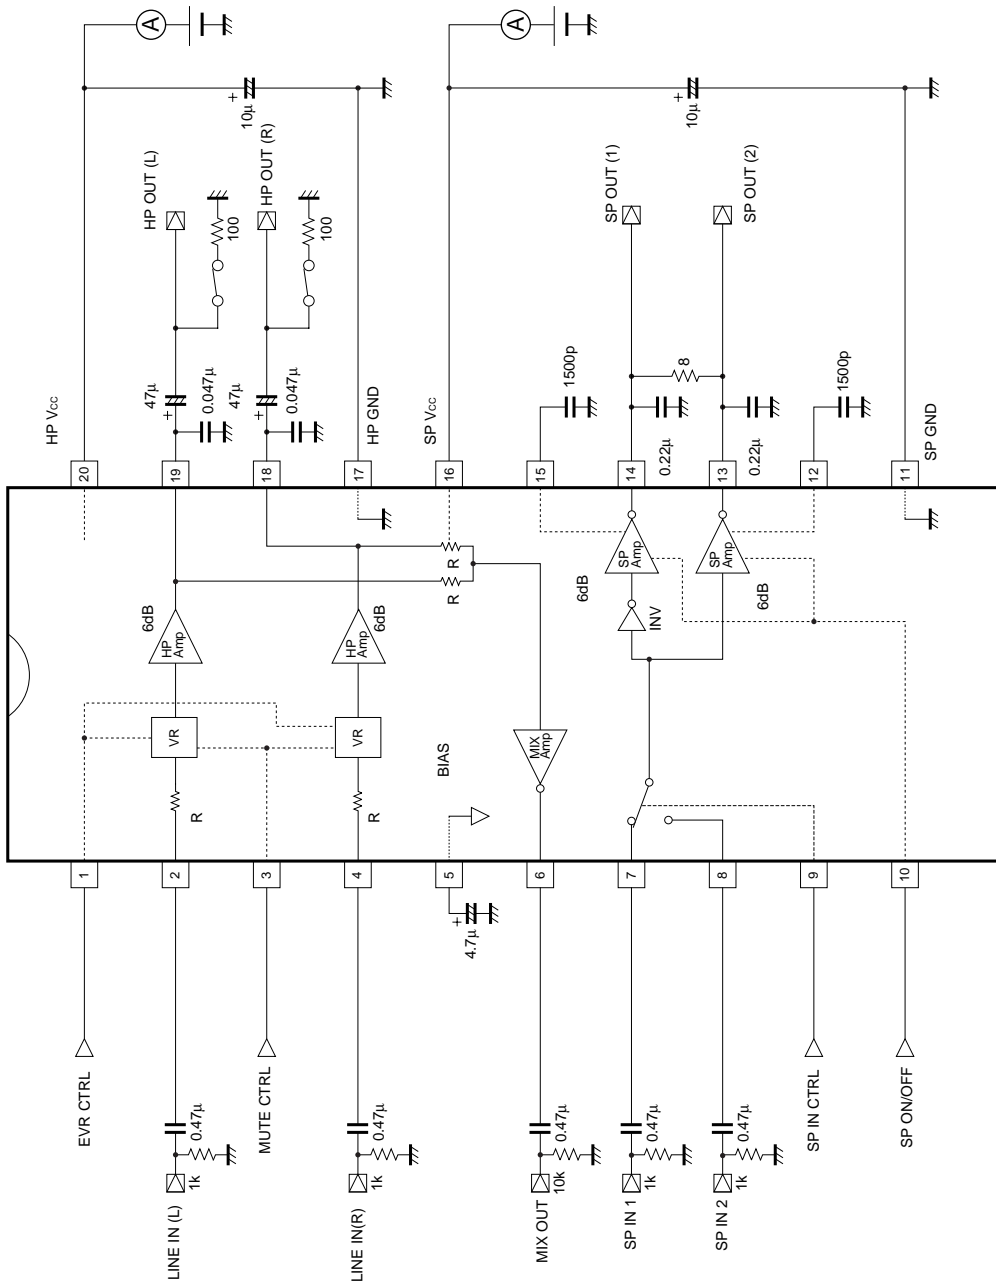 A
A
10μ
+
HP OUT (L)
100
HP OUT (R)
100
10μ
+
SP OUT (1)
SP OUT (2)
HP Vcc
47μ
+
0.047μ
47μ
+
0.047μ
HP GND
SP Vcc
1500p
8
0.22μ
0.22μ
1500p
SP GND
20
19
18
17
16
15
14
13
12
11
6dB
HP Amp
6dB
HP Amp
R
R
6dB
SP Amp
INV
SP Amp
6dB
VR
VR
R
R
BIAS
MIX Amp
1
2
3
4
5
6
7
8
9
10
+
4.7μ
EVR CTRL
LINE IN (L)
1k
0.47μ
MUTE CTRL
LINE IN(R)
1k
0.47μ
MIX OUT
10k
0.47μ
SP IN 1
1k
0.47μ
SP IN 2
1k
0.47μ
SP IN CTRL
SP ON/OFF